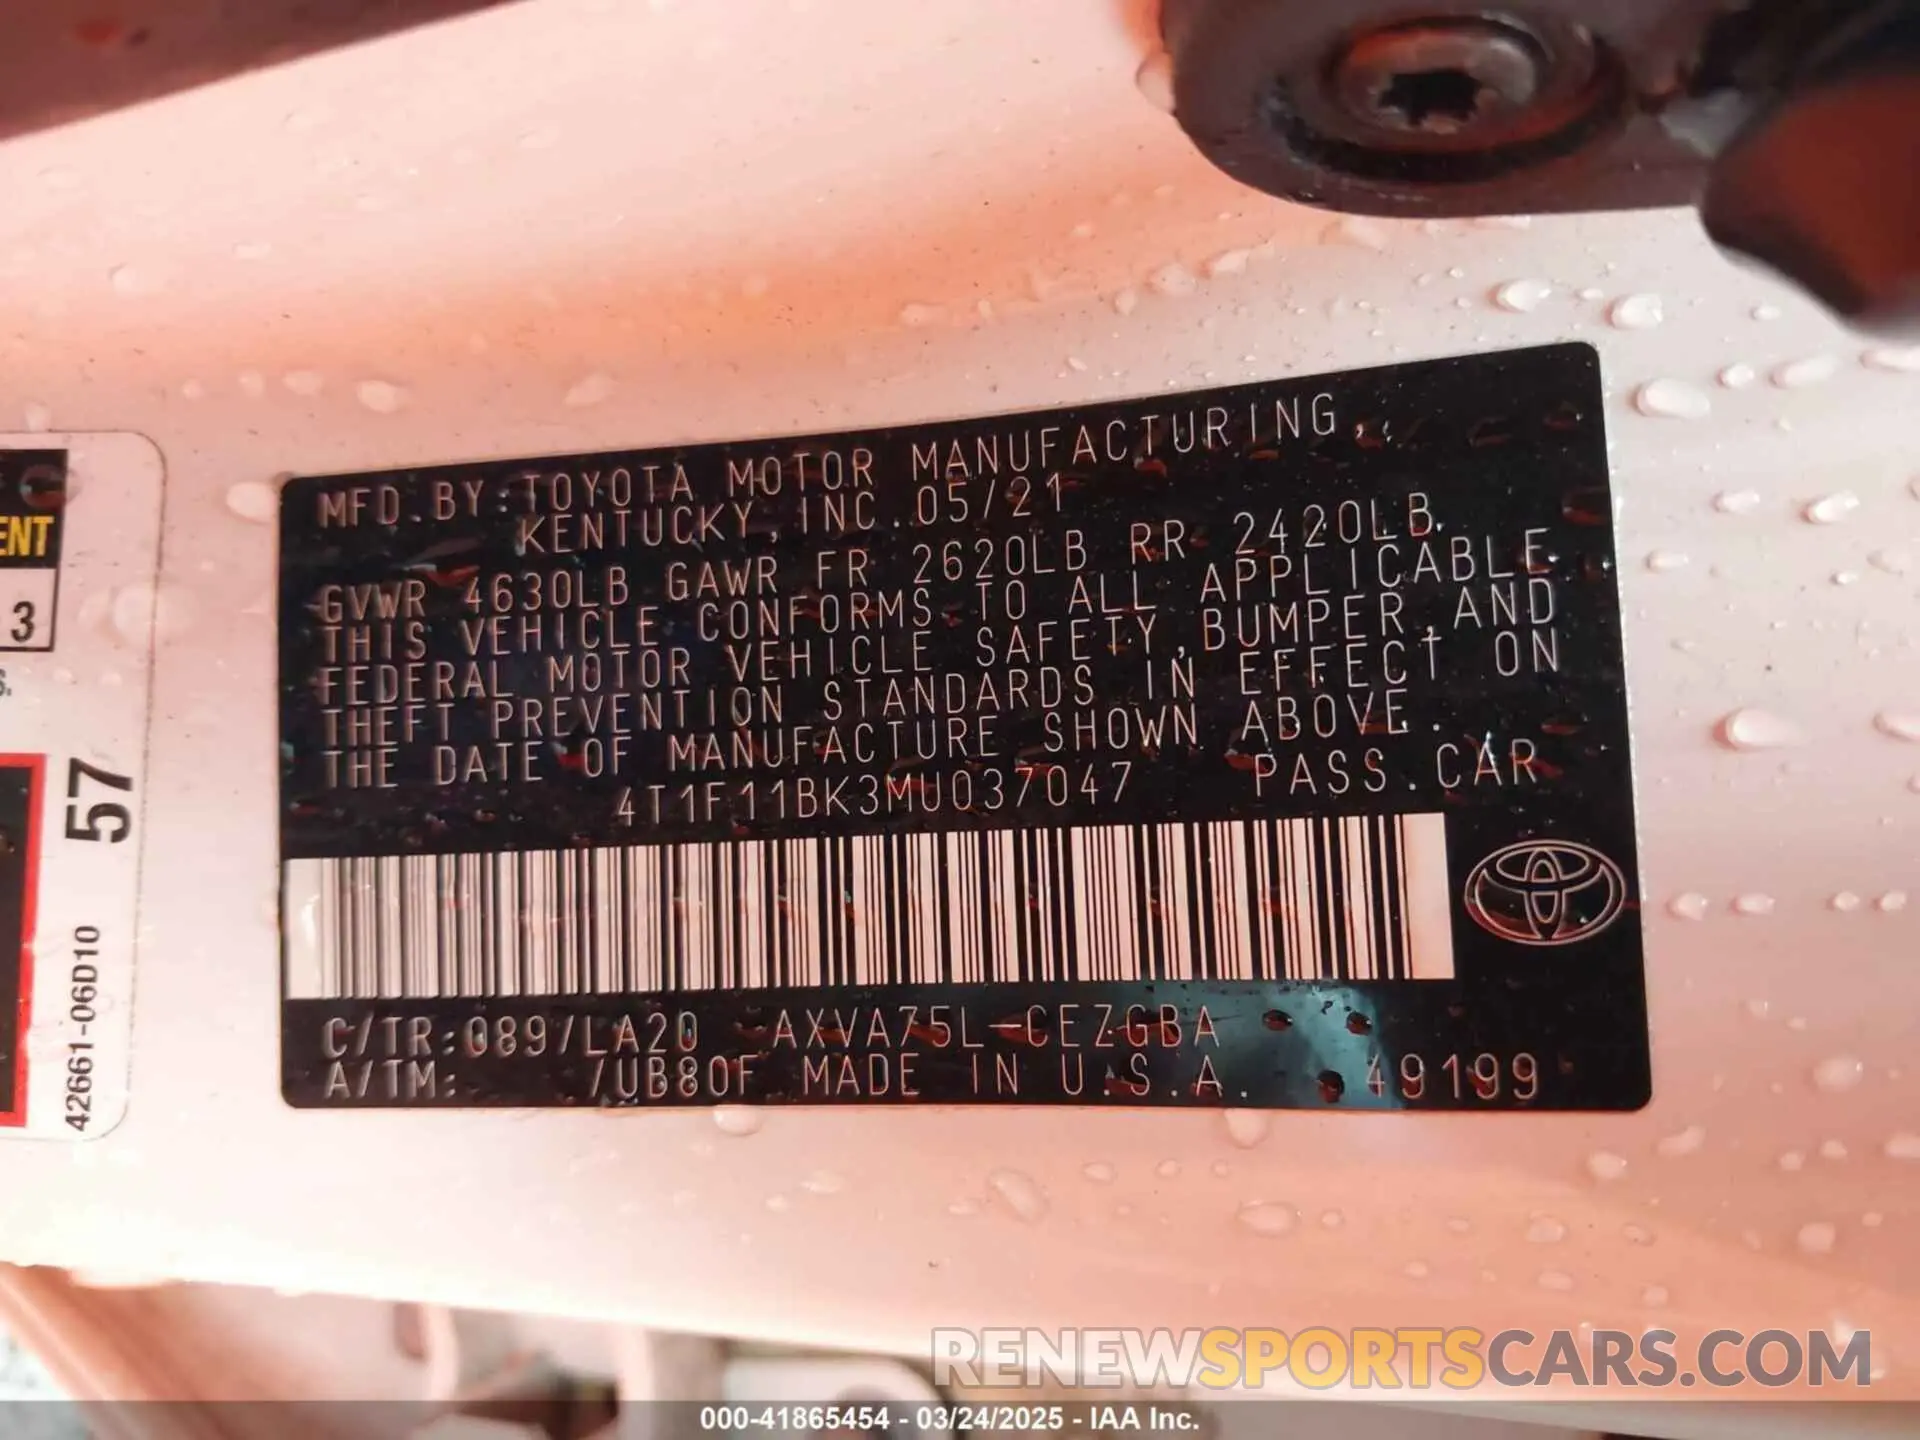 MFD.BY:TOYOTA MOTOR MANUFACTURING,
KENTUCKY,INC.05/21
GVWR 4630LB GAWR FR 2620LB RR 2420LB
THIS VEHICLE CONFORMS TO ALL APPLICABLE
FEDERAL MOTOR VEHICLE SAFETY,BUMPER,AND
THEFT PREVENTION STANDARDS IN EFFECT ON
THE DATE OF MANUFACTURE SHOWN ABOVE.
4T1F11BK3MU037047 PASS.CAR
C/TR:089/LA20 AXVA75L-CEZGBA
A/TM: /UB80F MADE IN U.S.A. 49199
ENT
3
S.
57
42661-06D10
RENEWSPORTSCARS.COM
000-41865454 - 03/24/2025 - IAA Inc.